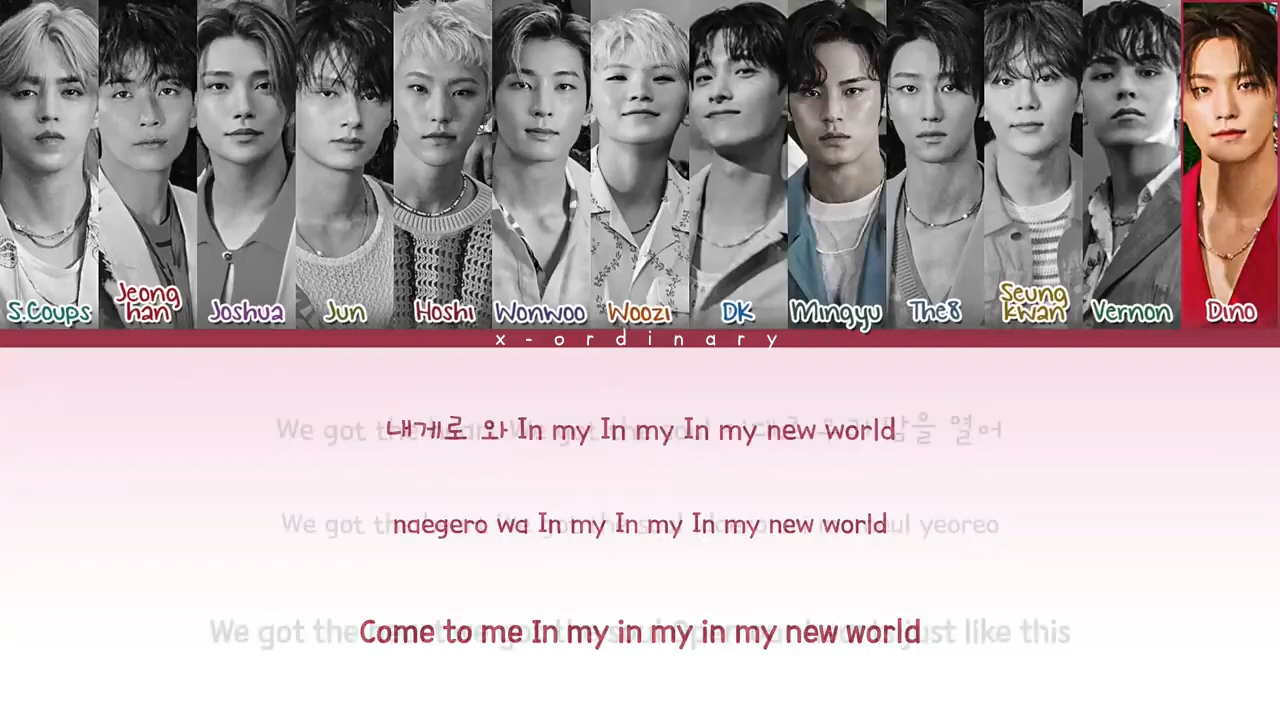 S.Coups
Jeong
han
Joshua
Jun
Hoshi
Wonwoo
Woozi
DK
Mingyu
The8
Seung
kwan
Vernon
Dino
x-ordinary
내게로 와 In my In my In my new world
naegero wa In my In my In my new world
Come to me In my in my in my new world